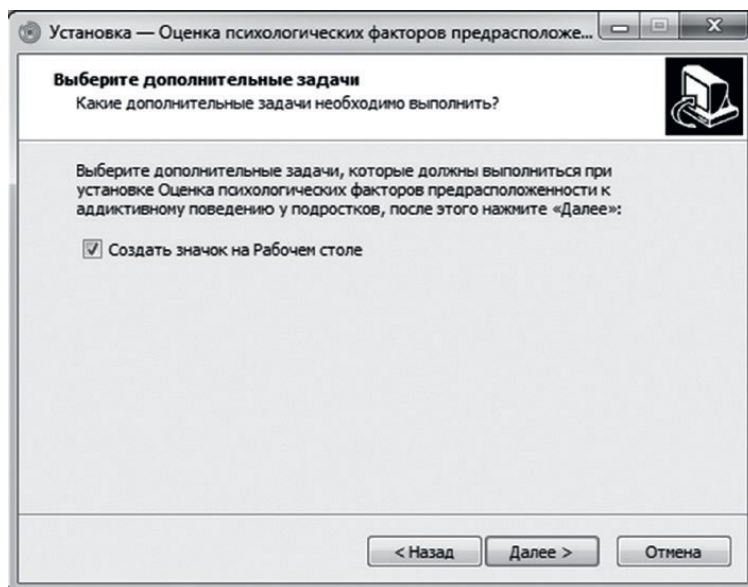 Установка — Оценка психологических факторов предрасположе...
Выберите дополнительные задачи
Какие дополнительные задачи необходимо выполнить?
Выберите дополнительные задачи, которые должны выполниться при
установке Оценка психологических факторов предрасположенности к
аддиктивному поведению у подростков, после этого нажмите «Далее»:
Создать значок на Рабочем столе
< Назад Далее > Отмена